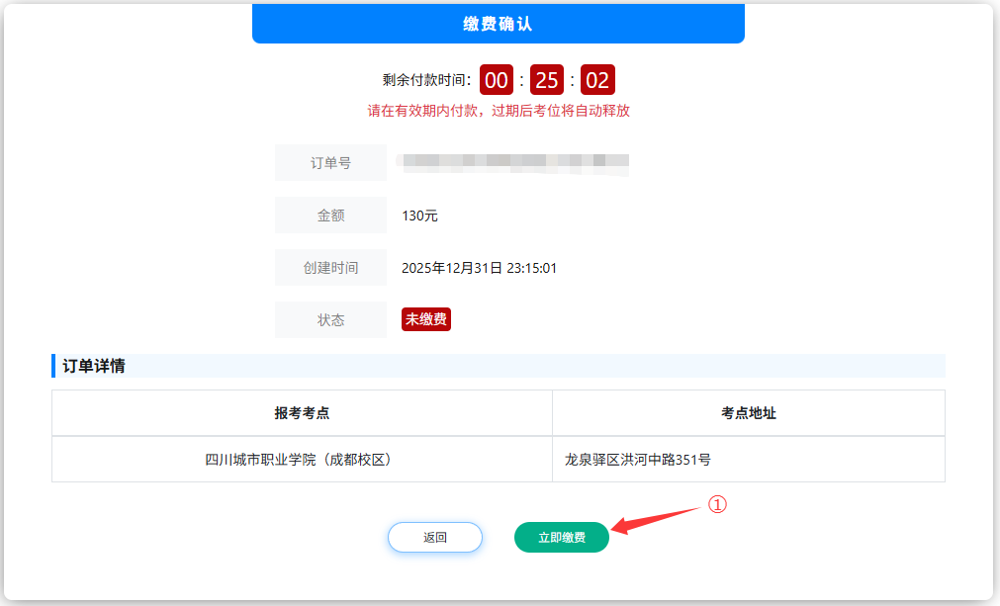 缴费确认
剩余付款时间： 00 : 25 : 02
请在有效期内付款，过期后考位将自动释放
订单号
金额 130元
创建时间 2025年12月31日 23:15:01
状态 未缴费
订单详情
报考考点 考点地址
四川城市职业学院（成都校区） 龙泉驿区洪河中路351号
①
返回 立即缴费